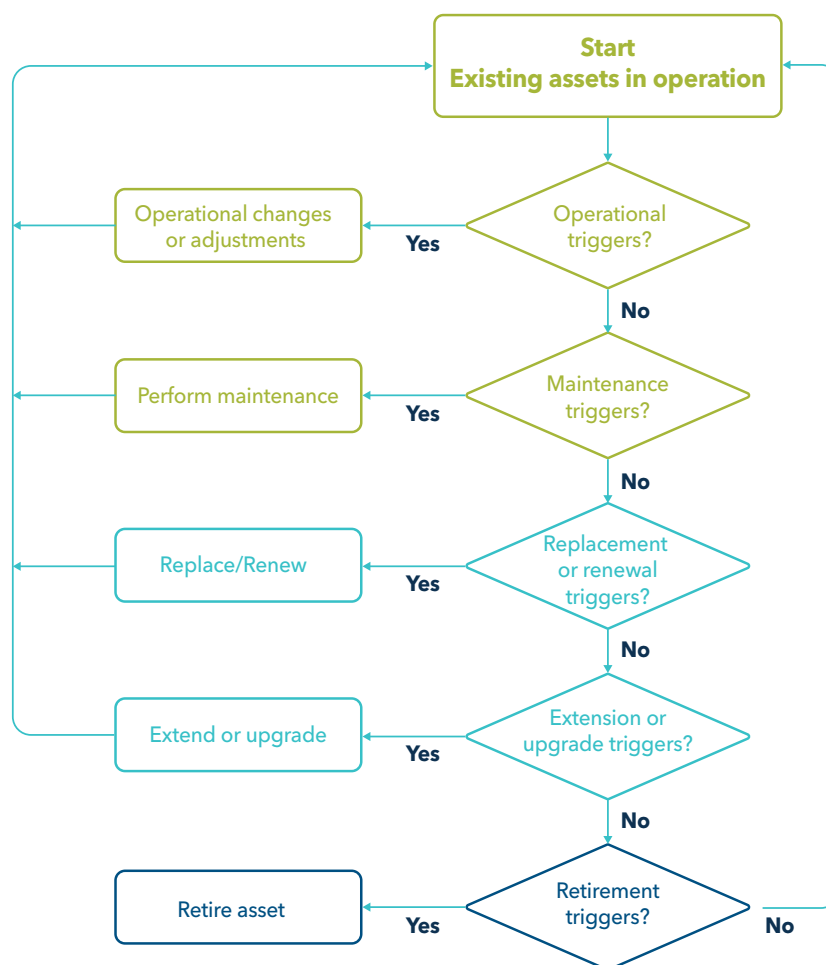 Start
Existing assets in operation
Operational changes
or adjustments
Yes
Operational
triggers?
No
Perform maintenance
Yes
Maintenance
triggers?
No
Replace/Renew
Yes
Replacement
or renewal
triggers?
No
Extend or upgrade
Yes
Extension or
upgrade triggers?
No
Retire asset
Yes
Retirement
triggers?
No